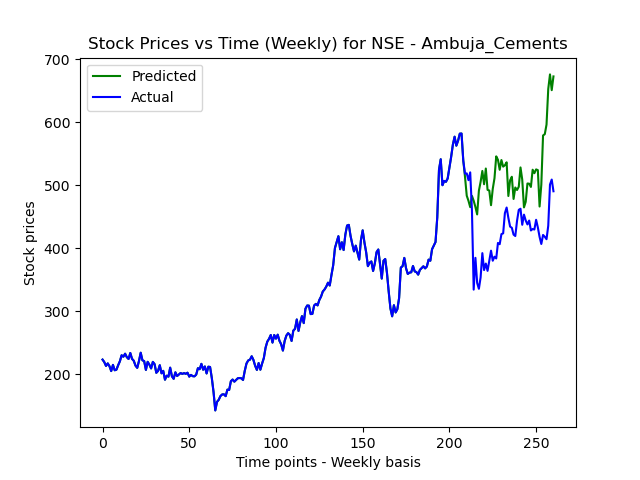 Stock Prices vs Time (Weekly) for NSE - Ambuja_Cements
Predicted
Actual
Stock prices
700
600
500
400
300
200
0 50 100 150 200 250
Time points - Weekly basis